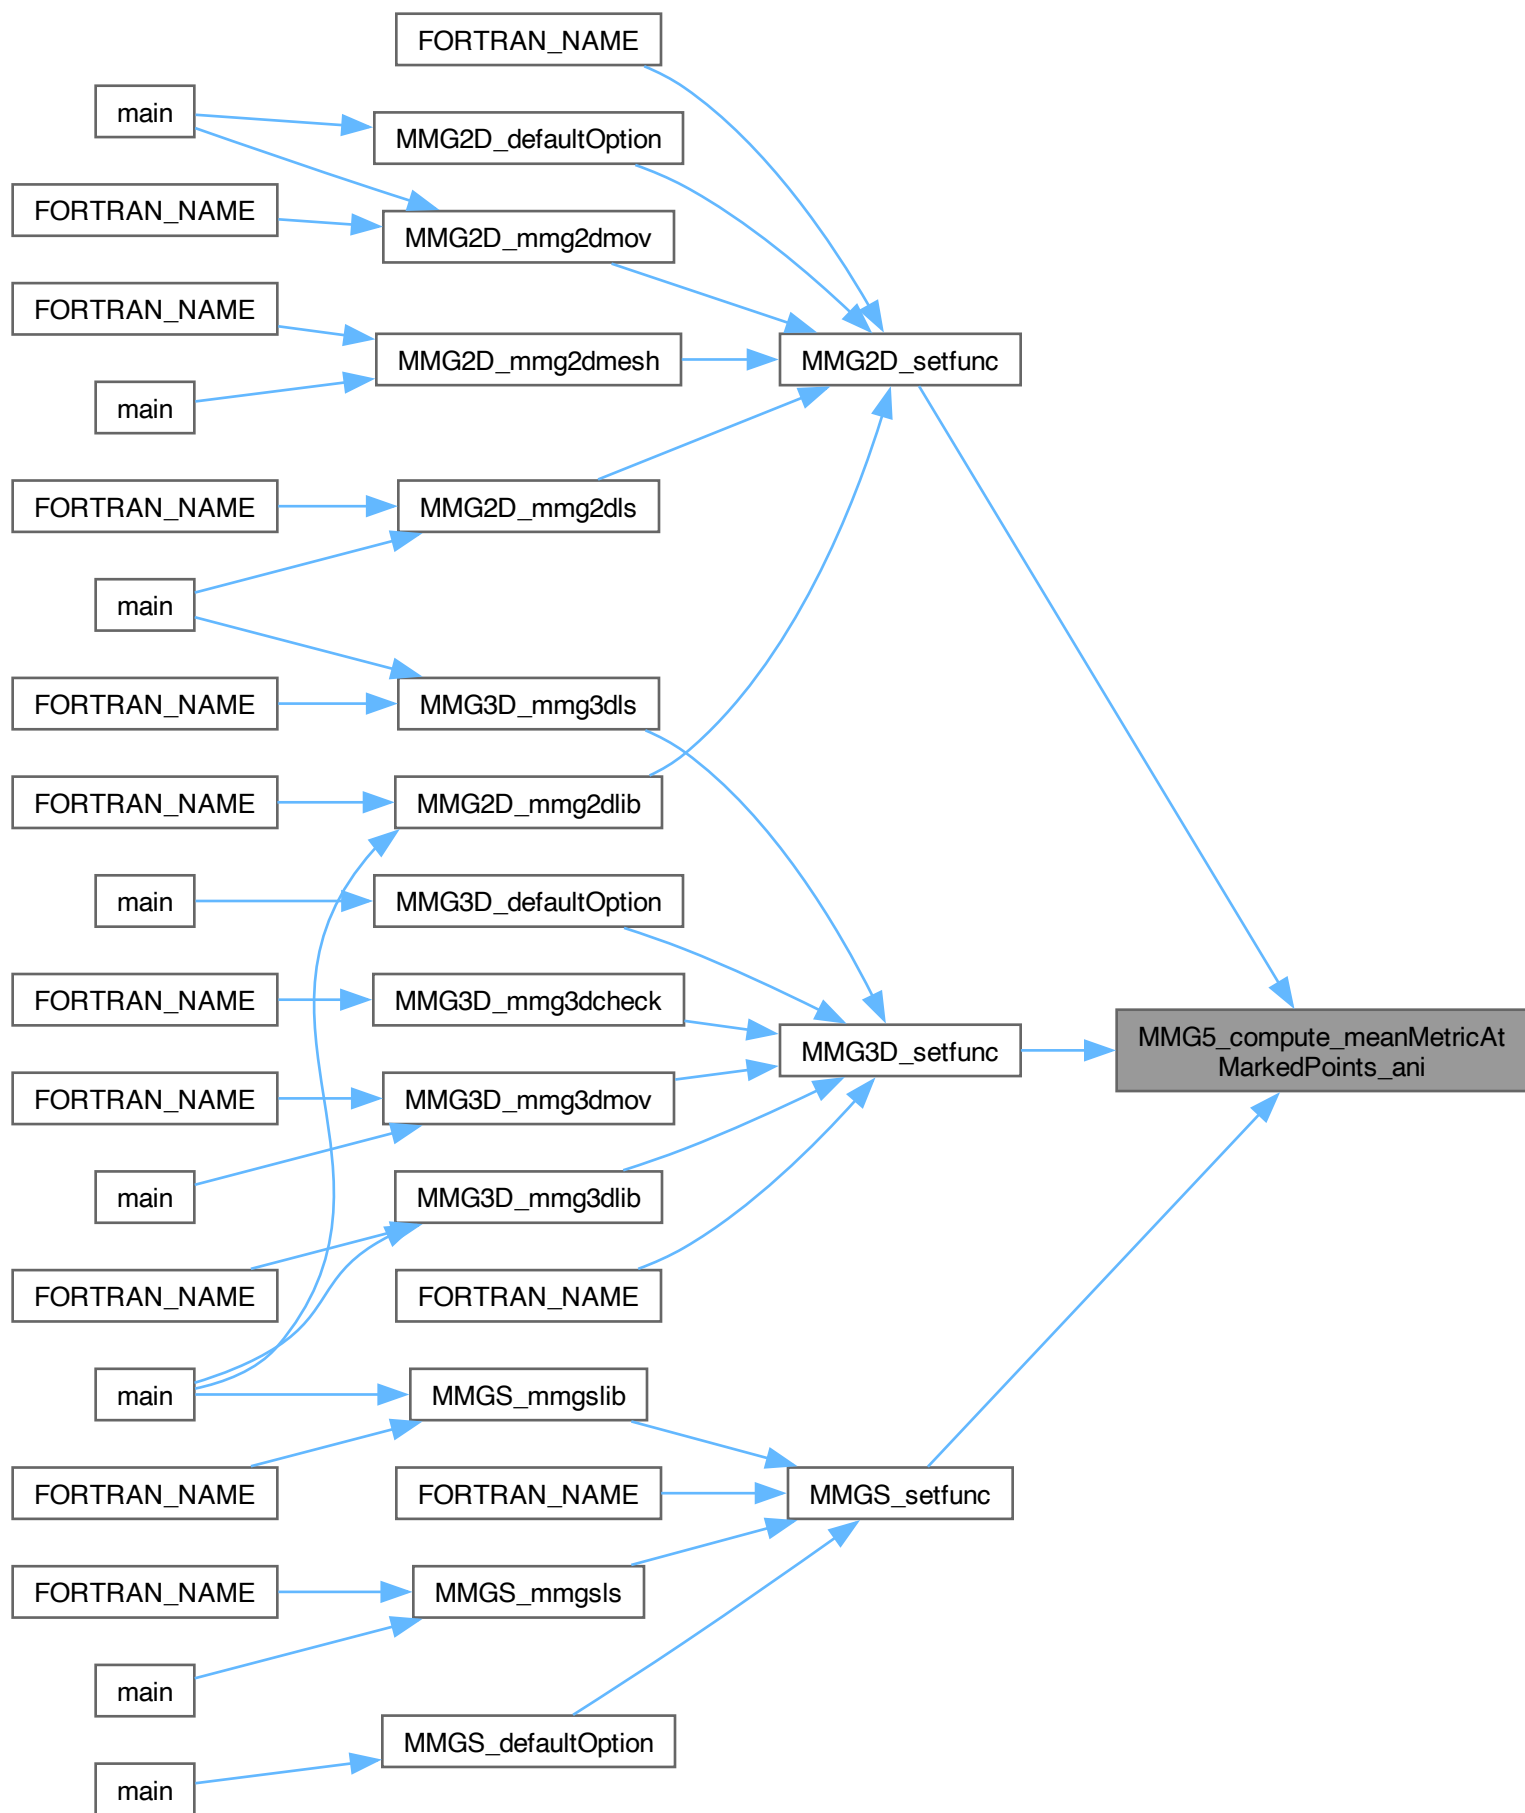 FORTRAN_NAME
main
MMG2D_defaultOption
FORTRAN_NAME
MMG2D_mmg2dmov
FORTRAN_NAME
MMG2D_mmg2dmesh
MMG2D_setfunc
main
FORTRAN_NAME
MMG2D_mmg2dls
main
FORTRAN_NAME
MMG3D_mmg3dls
FORTRAN_NAME
MMG2D_mmg2dlib
main
MMG3D_defaultOption
FORTRAN_NAME
MMG3D_mmg3dcheck
MMG3D_setfunc
MMG5_compute_meanMetricAt
MarkedPoints_ani
FORTRAN_NAME
MMG3D_mmg3dmov
main
MMG3D_mmg3dlib
FORTRAN_NAME
FORTRAN_NAME
main
MMGS_mmgslib
FORTRAN_NAME
FORTRAN_NAME
MMGS_setfunc
FORTRAN_NAME
MMGS_mmgsls
main
MMGS_defaultOption
main